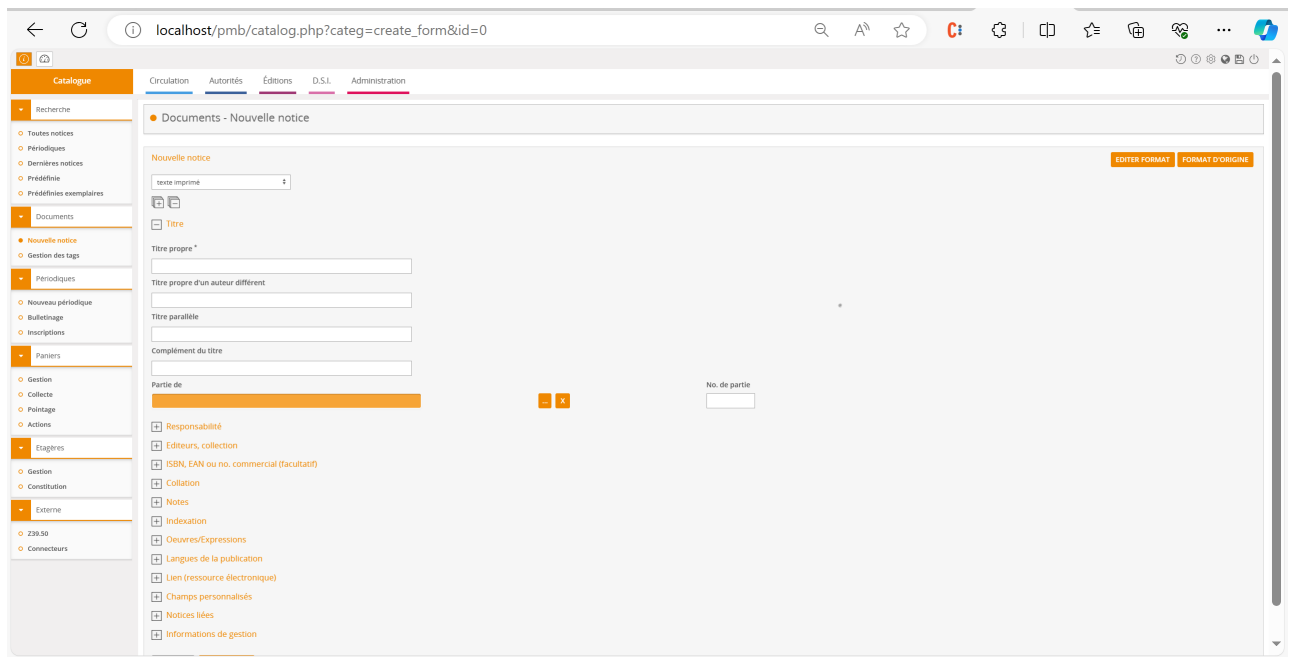 localhost/pmb/catalog.php?categ=create_form&id=0
Catalogue
Circulation Autorités Éditions D.S.I. Administration
Recherche
Toutes notices
Périodiques
Dernières notices
Prédéfinie
Prédéfinies exemplaires
Documents
Nouvelle notice
Gestion des tags
Périodiques
Nouveau périodique
Bulletinage
Inscriptions
Paniers
Gestion
Collecte
Pointage
Actions
Etagères
Gestion
Constitution
Externe
Z39.50
Connecteurs
Documents - Nouvelle notice
Nouvelle notice
EDITER FORMAT FORMAT D'ORIGINE
texte imprimé
Titre
Titre propre *
Titre propre d'un auteur différent
Titre parallèle
Complément du titre
Partie de No. de partie
... X
Responsabilité
Editeurs, collection
ISBN, EAN ou no. commercial (facultatif)
Collation
Notes
Indexation
Oeuvres/Expressions
Langues de la publication
Lien (ressource électronique)
Champs personnalisés
Notices liées
Informations de gestion